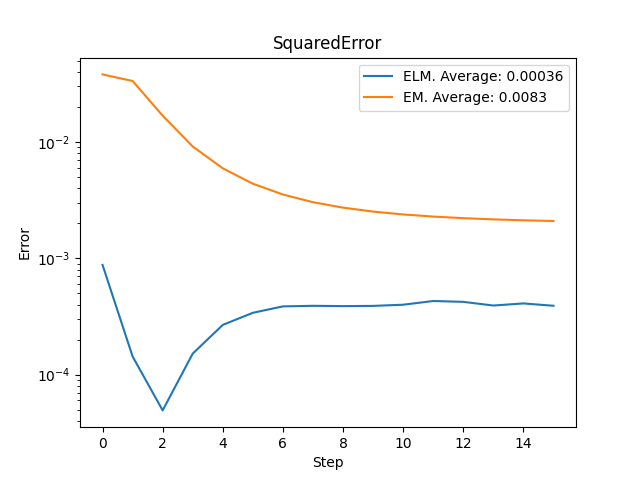 SquaredError
ELM. Average: 0.00036
EM. Average: 0.0083
10⁻²
10⁻³
10⁻⁴
Error
0 2 4 6 8 10 12 14
Step